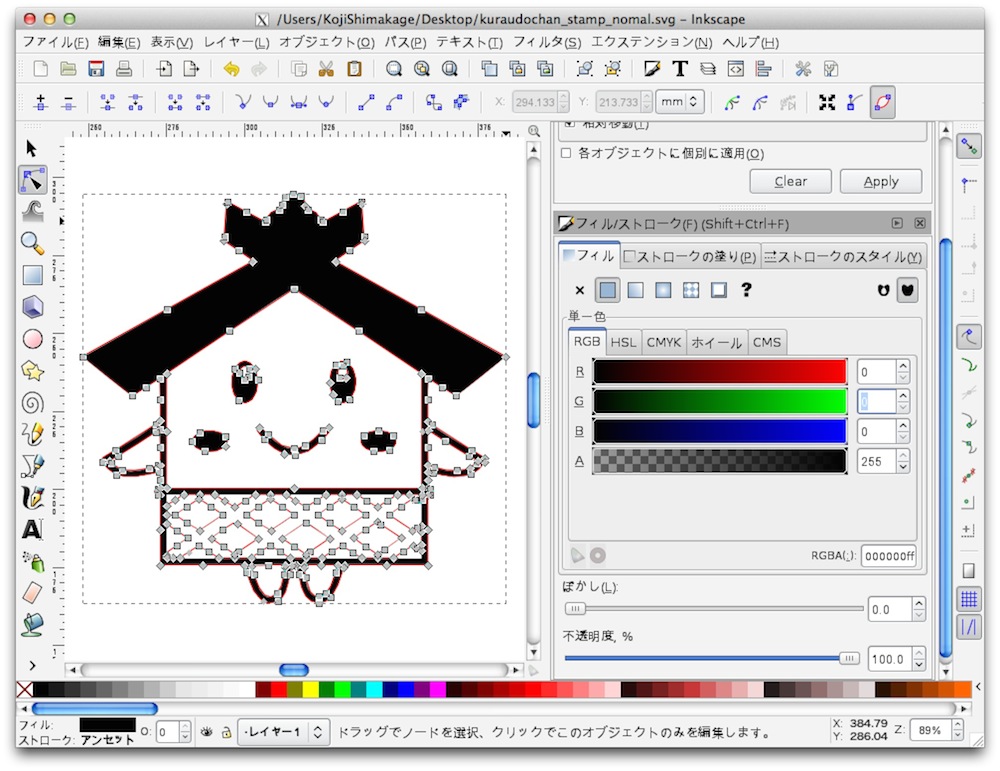 /Users/KojiShimakage/Desktop/kuraudochan_stamp_nomal.svg - Inkscape
ファイル(F) 編集(E) 表示(V) レイヤー(L) オブジェクト(O) パス(P) テキスト(T) フィルタ(S) エクステンション(N) ヘルプ(H)
X: 294.133 Y: 213.733 mm
250 275 300 325 350 375
相対移動(T)
各オブジェクトに個別に適用(O)
Clear Apply
フィル/ストローク(F) (Shift+Ctrl+F)
フィル ストロークの塗り(P) ストロークのスタイル(Y)
単一色
RGB HSL CMYK ホイール CMS
R 0
G 0
B 0
A 255
RGBA(:): 000000ff
ぼかし(L):
0.0
不透明度, %
100.0
フィル:
ストローク: アンセット
O: 0
レイヤー1
ドラッグでノードを選択、クリックでこのオブジェクトのみを編集します。
X: 384.79
Y: 286.04
Z: 89%